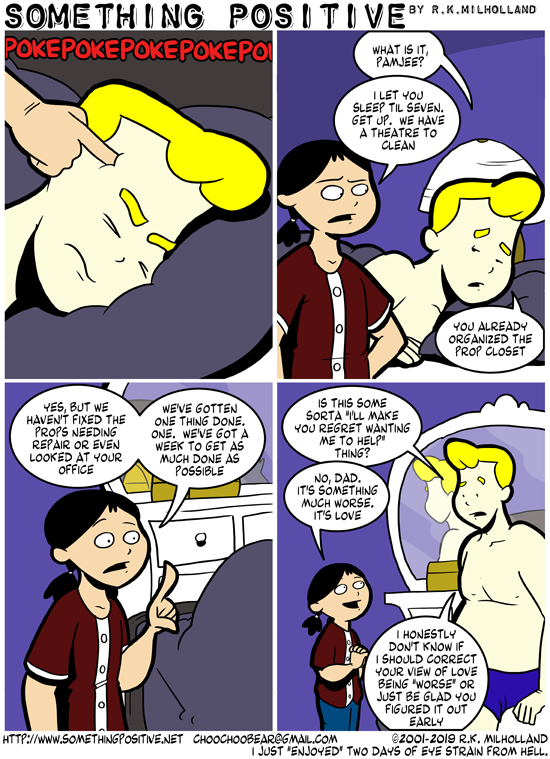 SOMETHING POSITIVE BY R.K.MILHOLLAND
POKEPOKEPOKEPOKEPO
WHAT IS IT,
PAMJEE?
I LET YOU
SLEEP TIL SEVEN.
GET UP. WE HAVE
A THEATRE TO
CLEAN
YOU ALREADY
ORGANIZED THE
PROP CLOSET
YES, BUT WE
HAVEN'T FIXED THE
PROPS NEEDING
REPAIR OR EVEN
LOOKED AT YOUR
OFFICE
WE'VE GOTTEN
ONE THING DONE.
ONE. WE'VE GOT A
WEEK TO GET AS
MUCH DONE AS
POSSIBLE
IS THIS SOME
SORTA "I'LL MAKE
YOU REGRET WANTING
ME TO HELP"
THING?
NO, DAD.
IT'S SOMETHING
MUCH WORSE.
IT'S LOVE
I HONESTLY
DON'T KNOW IF
I SHOULD CORRECT
YOUR VIEW OF LOVE
BEING "WORSE" OR
JUST BE GLAD YOU
FIGURED IT OUT
EARLY
HTTP://WWW.SOMETHINGPOSITIVE.NET CHOOCHOOBEAR@GMAIL.COM ©2001-2019 R.K. MILHOLLAND
I JUST "ENJOYED" TWO DAYS OF EYE STRAIN FROM HELL.